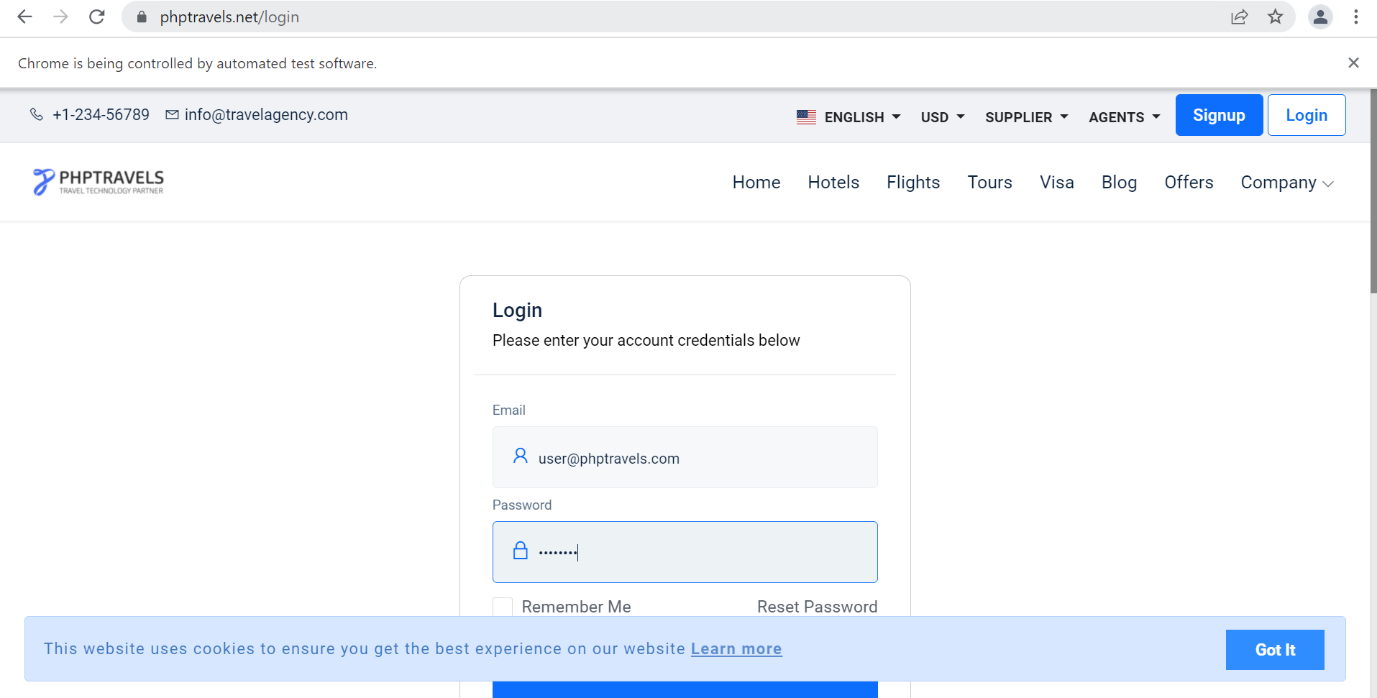 phptravels.net/login
Chrome is being controlled by automated test software.
+1-234-56789 info@travelagency.com ENGLISH USD SUPPLIER AGENTS Signup Login
PHPTRAVELS
TRAVEL TECHNOLOGY PARTNER
Home Hotels Flights Tours Visa Blog Offers Company
Login
Please enter your account credentials below
Email
user@phptravels.com
Password
••••••••
Remember Me Reset Password
This website uses cookies to ensure you get the best experience on our website Learn more Got It